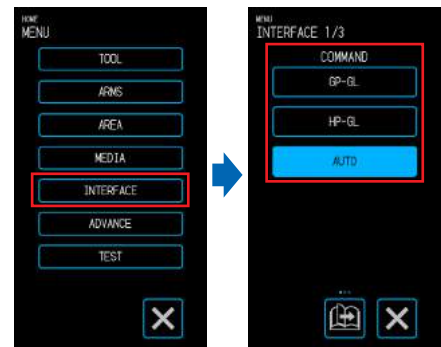 HOME
MENU
TOOL
ARMS
AREA
MEDIA
INTERFACE
ADVANCE
TEST
MENU
INTERFACE 1/3
COMMAND
GP-GL
HP-GL
AUTO